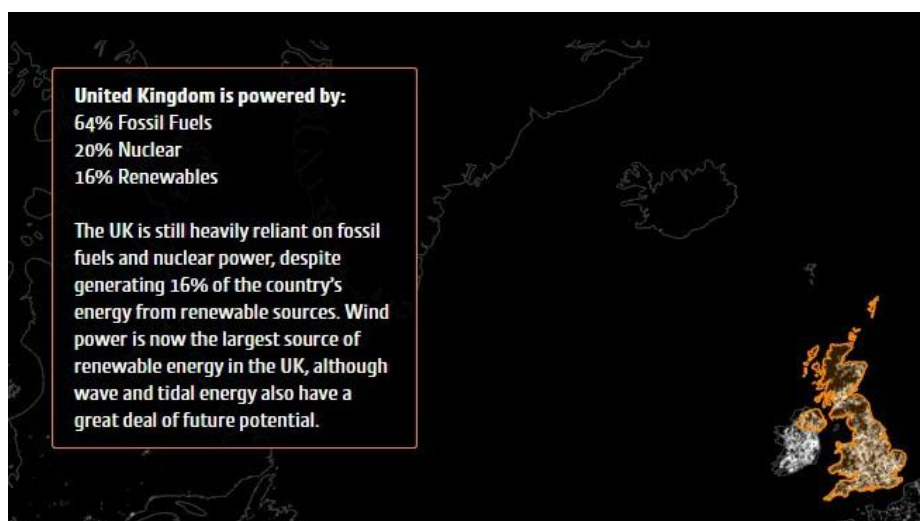 United Kingdom is powered by:
64% Fossil Fuels
20% Nuclear
16% Renewables
The UK is still heavily reliant on fossil
fuels and nuclear power, despite
generating 16% of the country's
energy from renewable sources. Wind
power is now the largest source of
renewable energy in the UK, although
wave and tidal energy also have a
great deal of future potential.